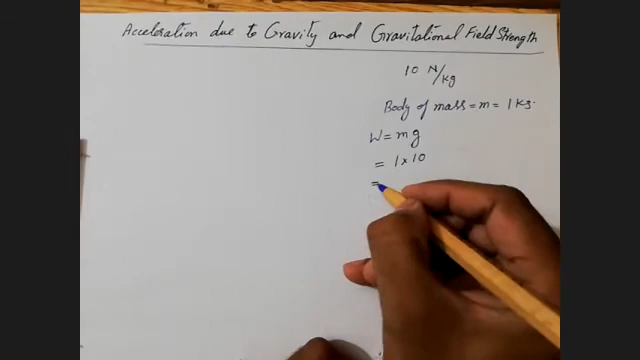 Acceleration due to Gravity and Gravitational Field Strength
10 N/kg
Body of mass = m = 1 Kg.
W = mg
= 1 x 10
=